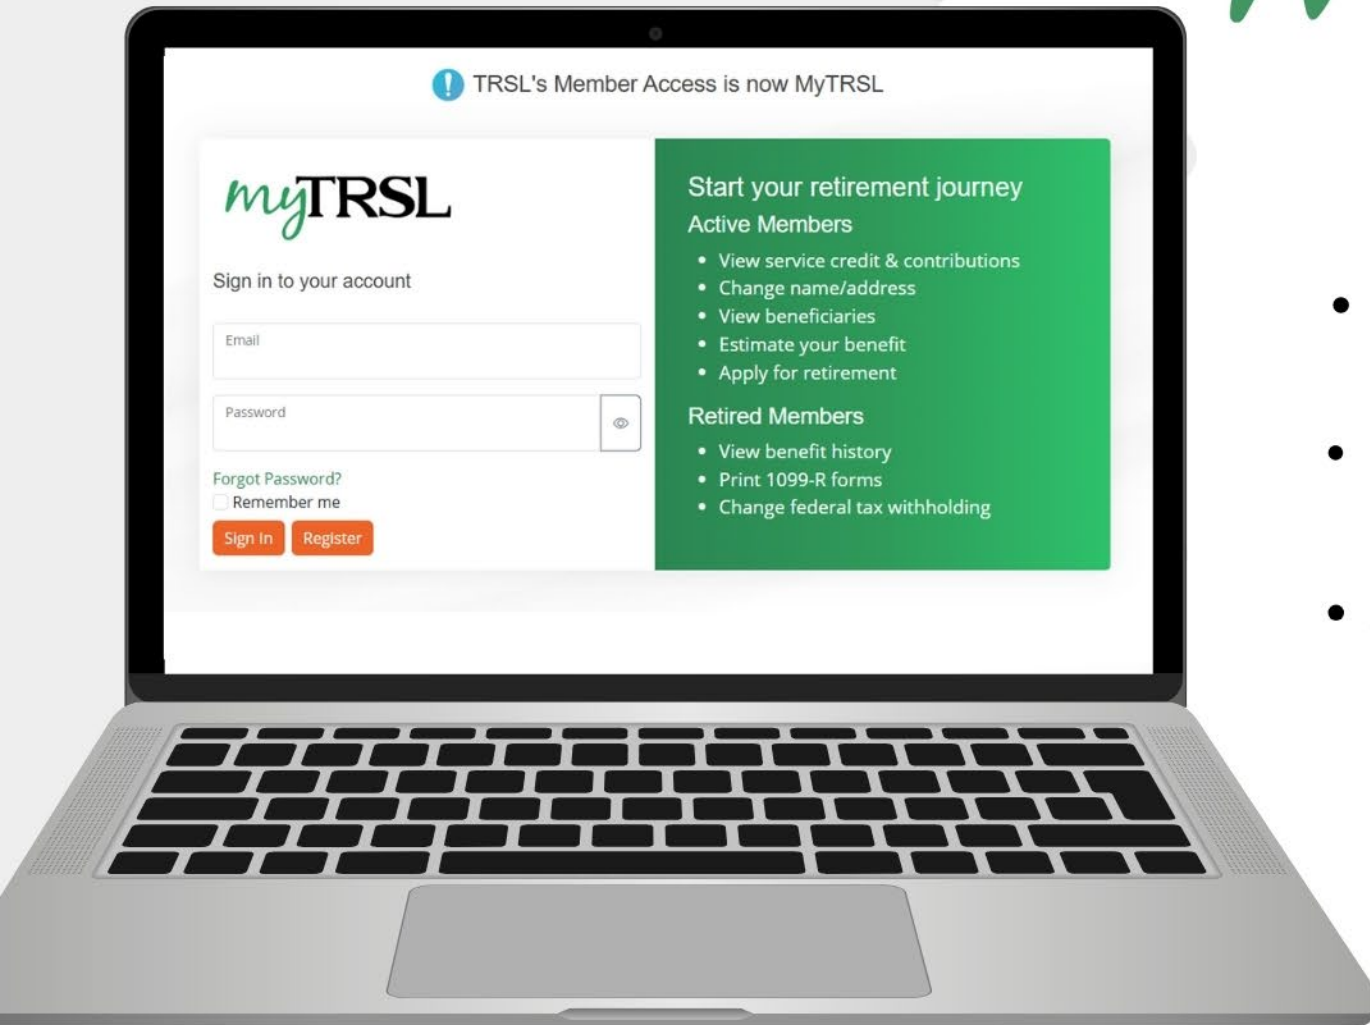 TRSL's Member Access is now MyTRSL
myTRSL
Sign in to your account
Email
Password
Forgot Password?
Remember me
Sign In
Register
Start your retirement journey
Active Members
• View service credit & contributions
• Change name/address
• View beneficiaries
• Estimate your benefit
• Apply for retirement
Retired Members
• View benefit history
• Print 1099-R forms
• Change federal tax withholding